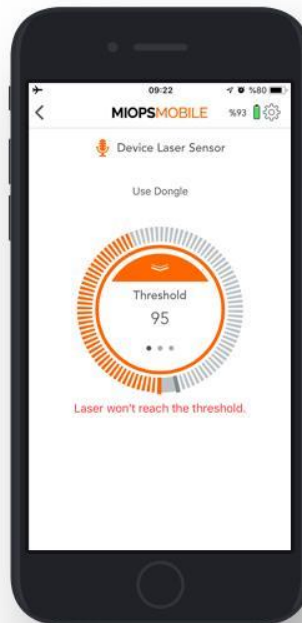 09:22
%80
MIOPSMOBILE
%93
Device Laser Sensor
Use Dongle
Threshold
95
Laser won't reach the threshold.